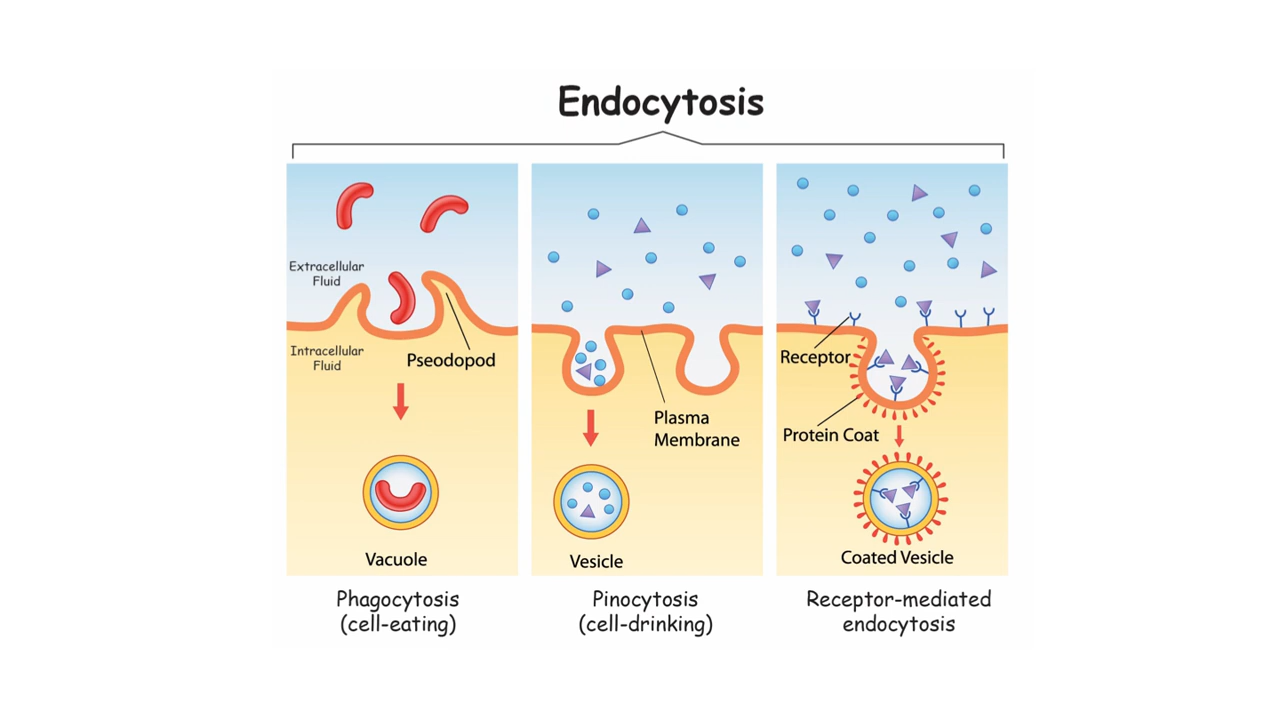 Endocytosis
Extracellular
Fluid
Intracellular
Fluid
Pseodopod
Vacuole
Phagocytosis
(cell-eating)
Plasma
Membrane
Vesicle
Pinocytosis
(cell-drinking)
Receptor
Protein Coat
Coated Vesicle
Receptor-mediated
endocytosis